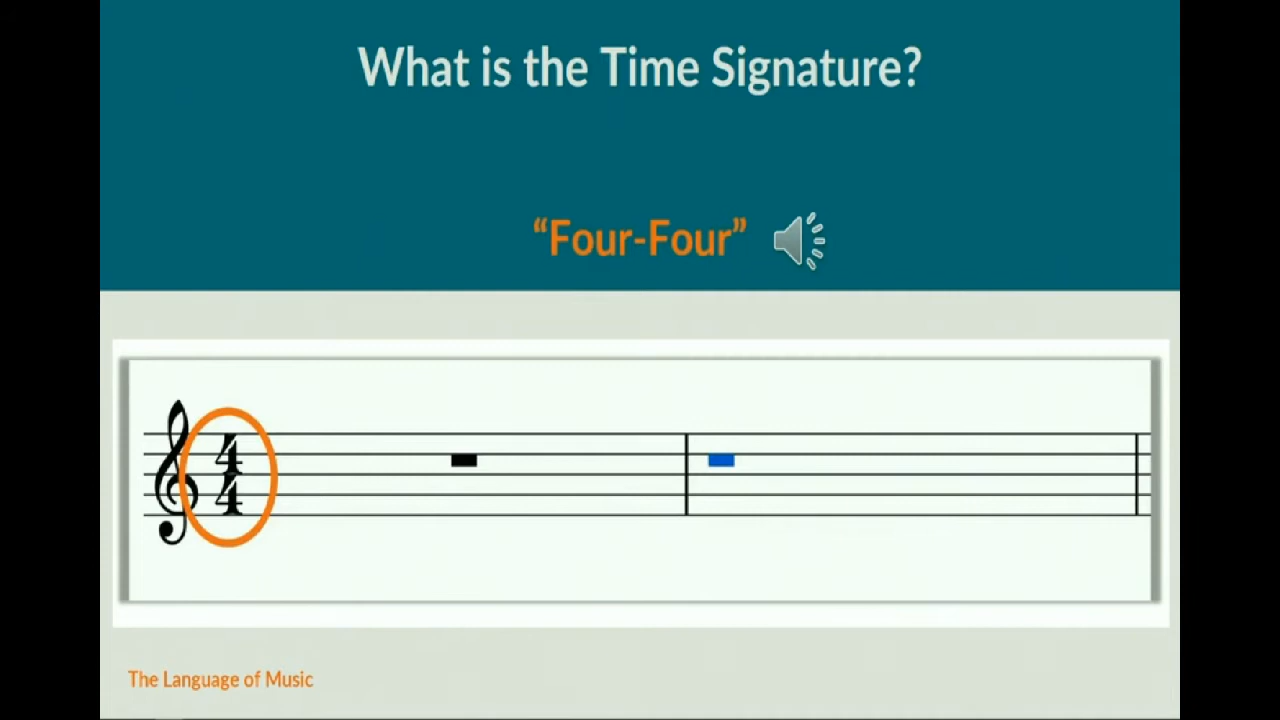 What is the Time Signature?
“Four-Four”
4
4
The Language of Music